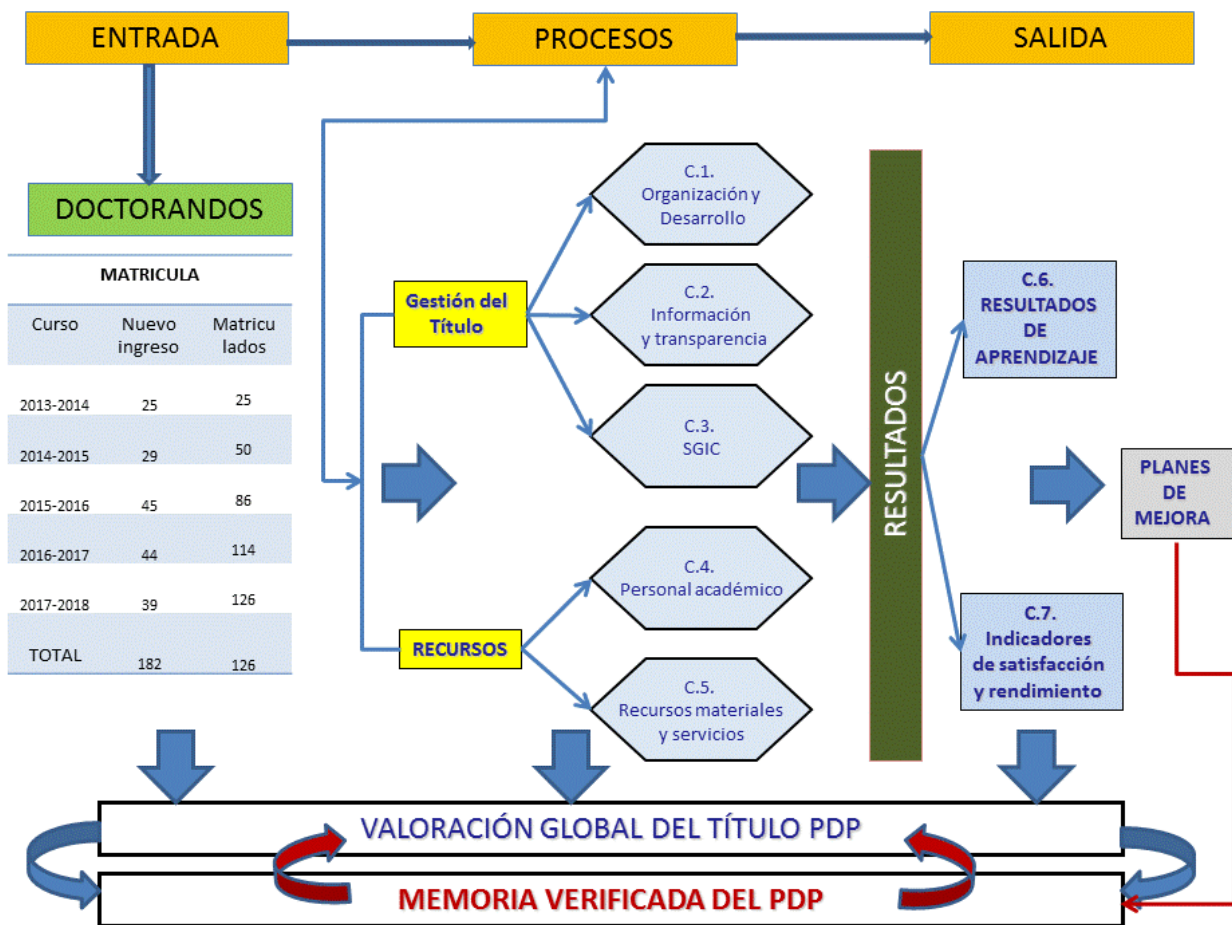 ENTRADA
PROCESOS
SALIDA
DOCTORANDOS
MATRICULA
Curso Nuevo ingreso Matricu lados
2013-2014 25 25
2014-2015 29 50
2015-2016 45 86
2016-2017 44 114
2017-2018 39 126
TOTAL 182 126
Gestión del
Título
RECURSOS
C.1.
Organización y
Desarrollo
C.2.
Información
y transparencia
C.3.
SGIC
C.4.
Personal académico
C.5.
Recursos materiales
y servicios
RESULTADOS
C.6.
RESULTADOS
DE
APRENDIZAJE
C.7.
Indicadores
de satisfacción
y rendimiento
PLANES
DE
MEJORA
VALORACIÓN GLOBAL DEL TÍTULO PDP
MEMORIA VERIFICADA DEL PDP